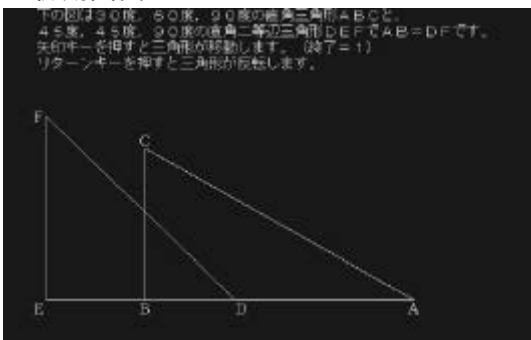 下の図は３０度，６０度，９０度の直角三角形ＡＢＣと，
４５度，４５度，９０度の直角二等辺三角形ＤＥＦでＡＢ＝ＤＦです。
矢印キーを押すと三角形が移動します。（終了＝１）
リターンキーを押すと三角形が反転します。
F
C
E
B
D
A